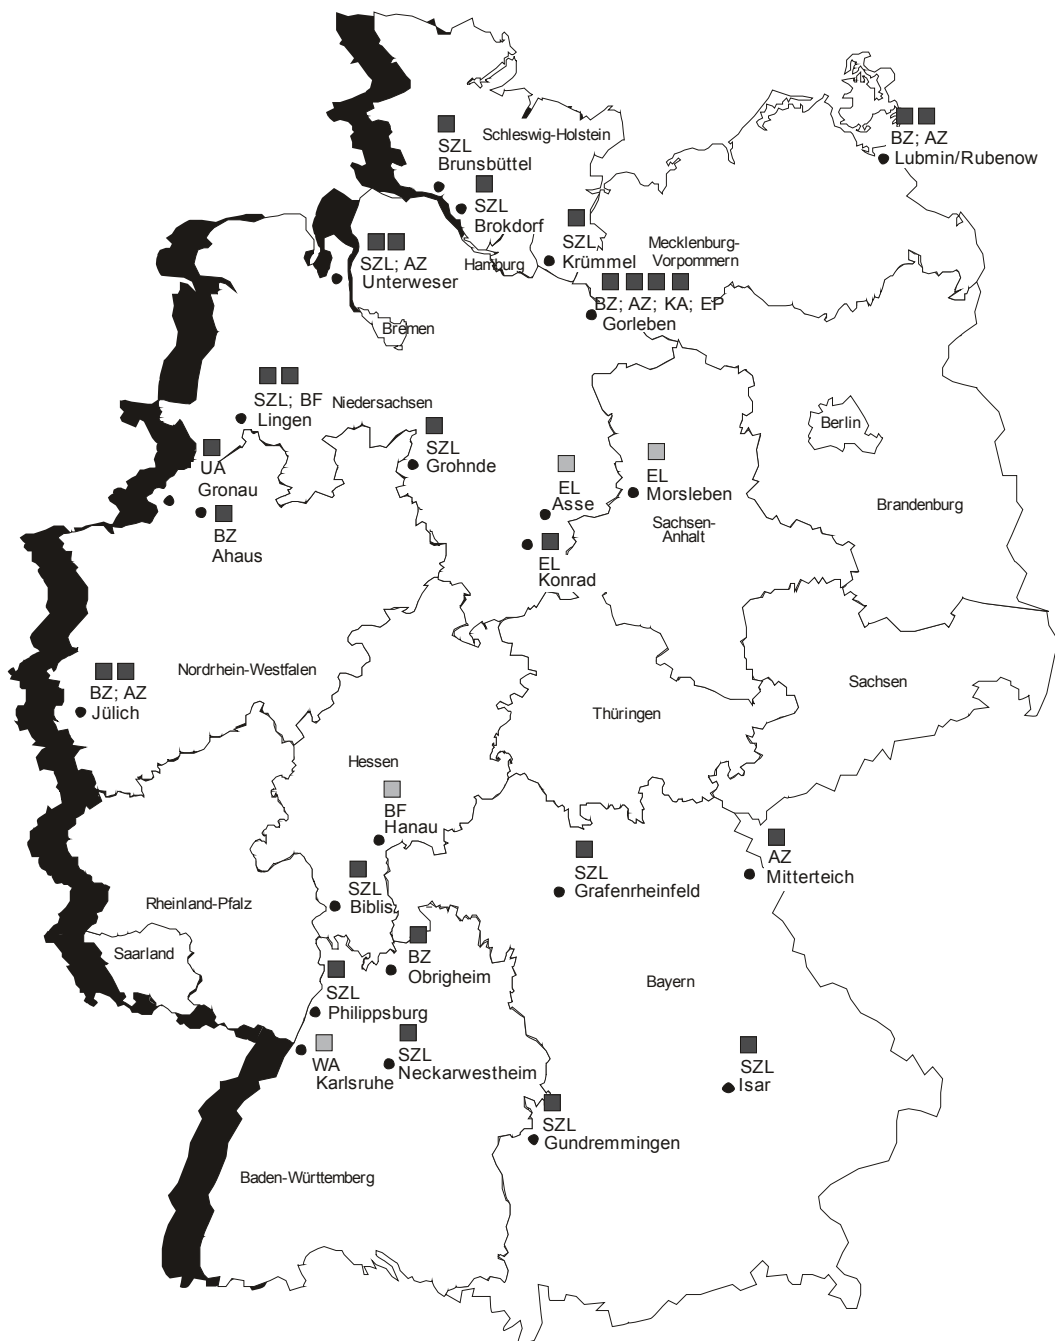 SZL
Brunsbüttel
Schleswig-Holstein
BZ; AZ
Lubmin/Rubenow
SZL
Brokdorf
SZL
Krümmel
Hamburg
SZL; AZ
Unterweser
Mecklenburg-
Vorpommern
BZ; AZ; KA; EP
Gorleben
Bremen
SZL; BF
Lingen
Niedersachsen
SZL
Grohnde
Berlin
UA
Gronau
EL
Asse
EL
Morsleben
Brandenburg
BZ
Ahaus
Sachsen-
Anhalt
EL
Konrad
Nordrhein-Westfalen
BZ; AZ
Jülich
Sachsen
Thüringen
Hessen
BF
Hanau
AZ
Mitterteich
SZL
Grafenrheinfeld
SZL
Biblis
Rheinland-Pfalz
Saarland
BZ
Obrigheim
Bayern
SZL
Philippsburg
WA
Karlsruhe
SZL
Neckarwestheim
SZL
Isar
SZL
Gundremmingen
Baden-Württemberg